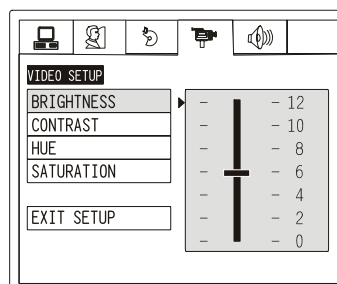 VIDEO SETUP
BRIGHTNESS
CONTRAST
HUE
SATURATION
EXIT SETUP
- - 12
- - 10
- - 8
- - 6
- - 4
- - 2
- - 0